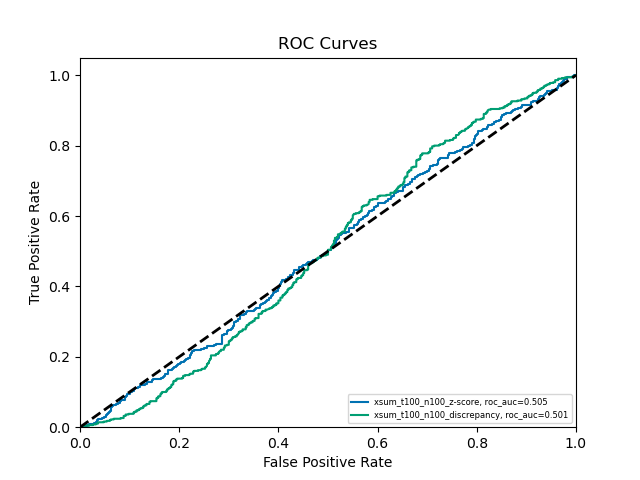 ROC Curves
1.0
0.8
0.6
0.4
0.2
0.0
True Positive Rate
xsum_t100_n100_z-score, roc_auc=0.505
xsum_t100_n100_discrepancy, roc_auc=0.501
0.0 0.2 0.4 0.6 0.8 1.0
False Positive Rate